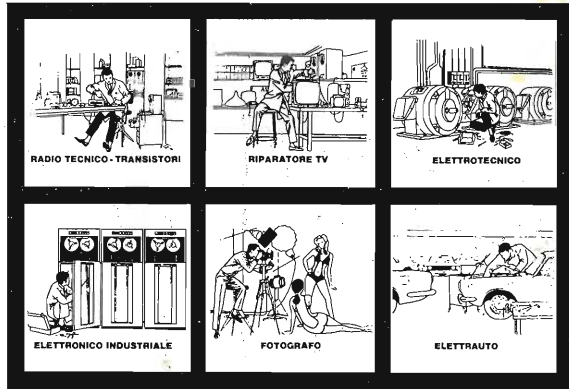 RADIO TECNICO - TRANSISTORI
RIPARATORE TV
ELETTROTECNICO
ELETTRONICO INDUSTRIALE
FOTOGRAFO
ELETTRAUTO